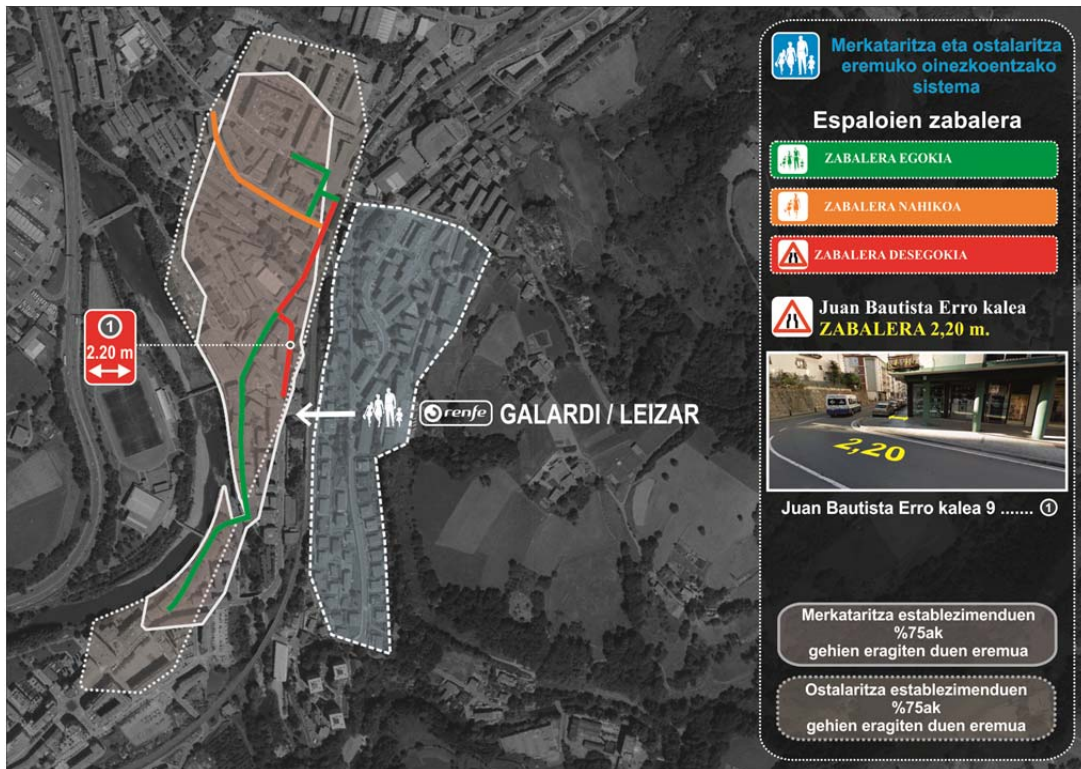 Merkataritza eta ostalaritza
eremuko oinezkoentzako
sistema
Espaloien zabalera
ZABALERA EGOKIA
ZABALERA NAHIKOA
ZABALERA DESEGOKIA
Juan Bautista Erro kalea
ZABALERA 2,20 m.
2,20
Juan Bautista Erro kalea 9 ....... 1
Merkataritza establezimenduen
%75ak
gehien eragiten duen eremua
Ostalaritza establezimenduen
%75ak
gehien eragiten duen eremua
1
2.20 m
renfe GALARDI / LEIZAR